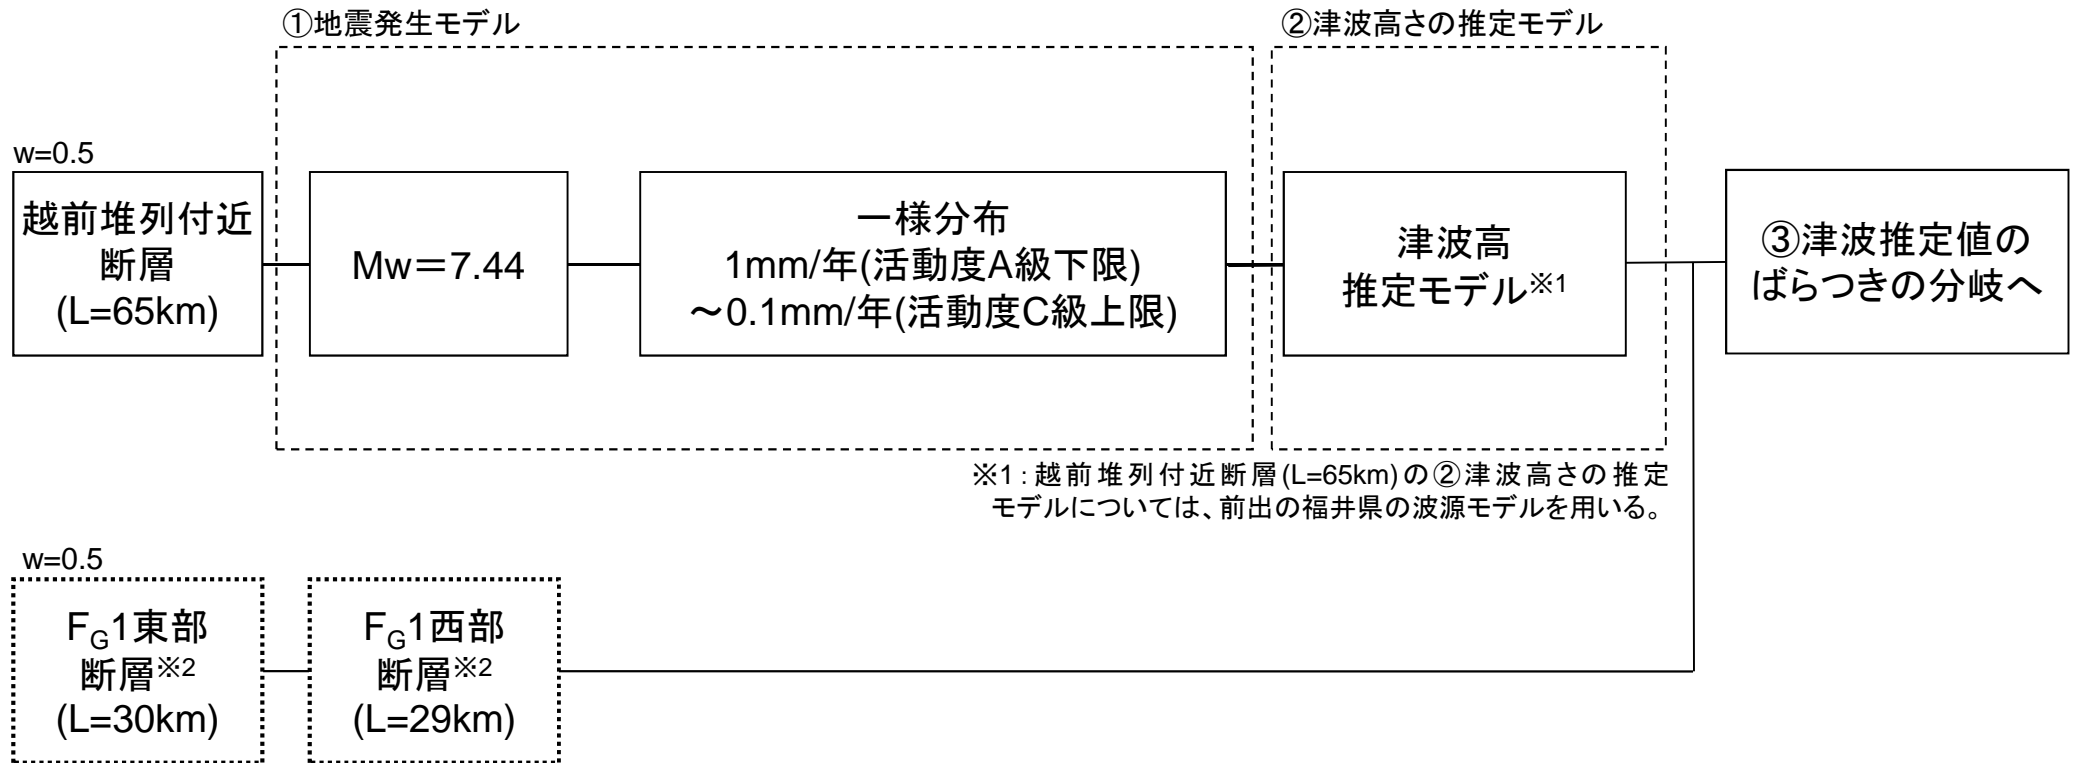 ①地震発生モデル
②津波高さの推定モデル
w=0.5
越前堆列付近
断層
(L=65km)
Mw＝7.44
一様分布
1mm/年(活動度A級下限)
～0.1mm/年(活動度C級上限)
津波高
推定モデル※1
③津波推定値の
ばらつきの分岐へ
※1：越前堆列付近断層(L=65km)の②津波高さの推定
モデルについては、前出の福井県の波源モデルを用いる。
w=0.5
FG1東部
断層※2
(L=30km)
FG1西部
断層※2
(L=29km)